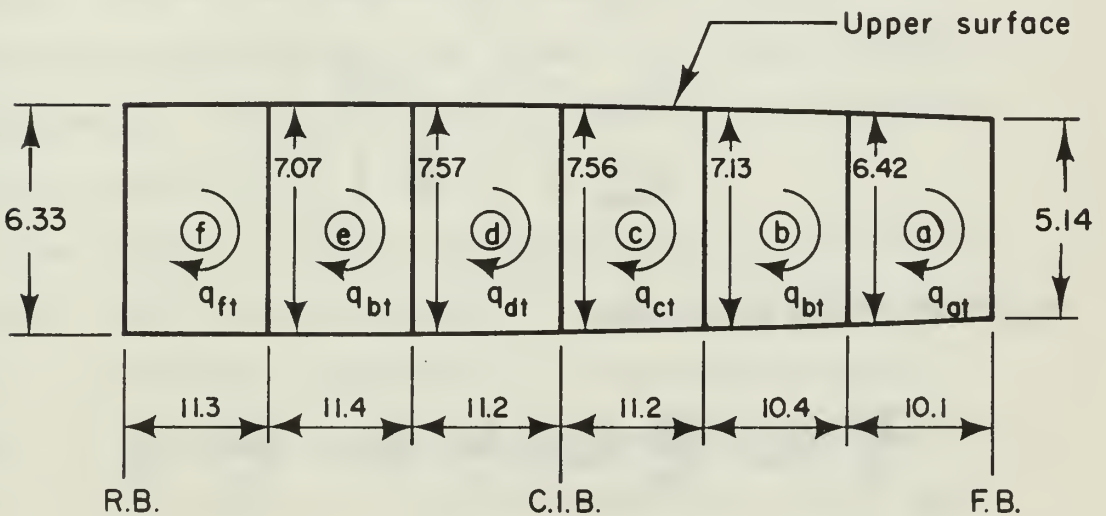 Upper surface
6.33
7.07
7.57
7.56
7.13
6.42
5.14
f
e
d
c
b
a
q_ft
q_bt
q_dt
q_ct
q_bt
q_at
11.3
11.4
11.2
11.2
10.4
10.1
R.B.
C.I.B.
F.B.